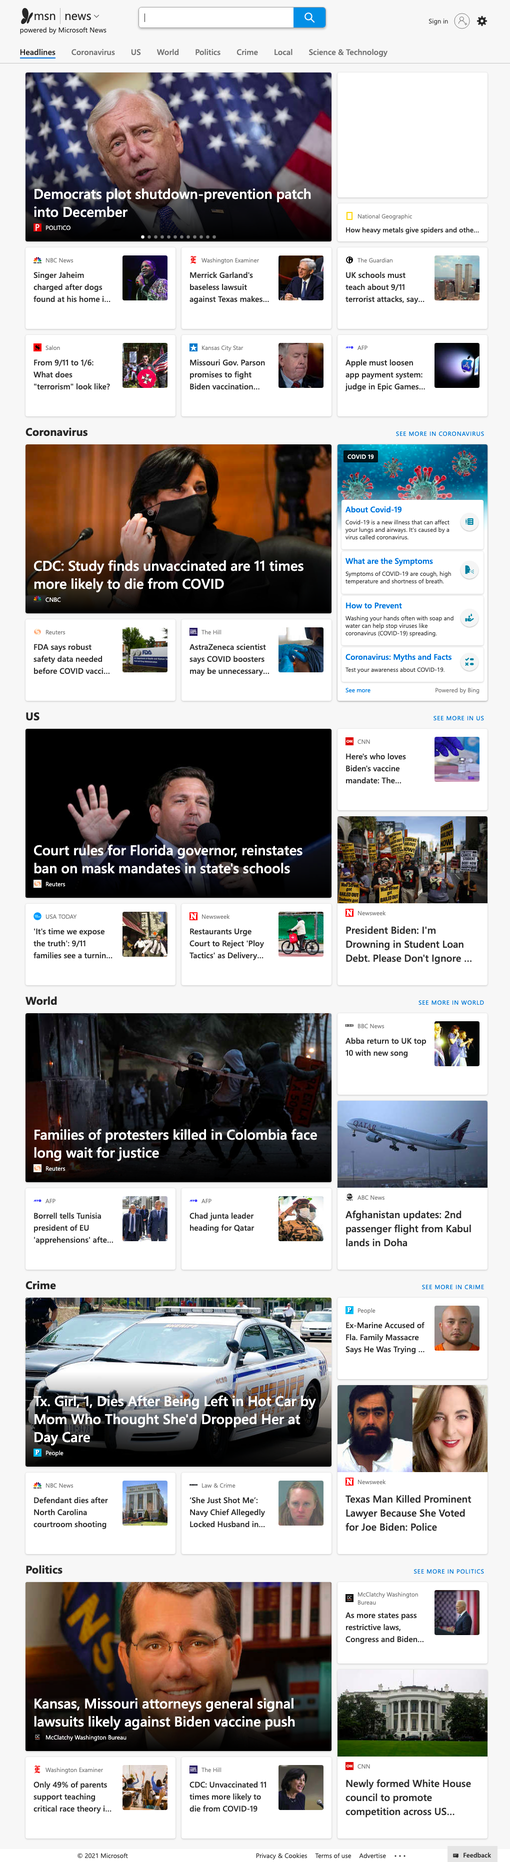 msn | news
powered by Microsoft News
Sign in
Headlines Coronavirus US World Politics Crime Local Science & Technology
Democrats plot shutdown-prevention patch
into December
POLITICO
National Geographic
How heavy metals give spiders and othe...
NBC News
Singer Jaheim
charged after dogs
found at his home i...
Washington Examiner
Merrick Garland's
baseless lawsuit
against Texas makes...
The Guardian
UK schools must
teach about 9/11
terrorist attacks, say...
Salon
From 9/11 to 1/6:
What does
"terrorism" look like?
Kansas City Star
Missouri Gov. Parson
promises to fight
Biden vaccination...
AFP
Apple must loosen
app payment system:
judge in Epic Games...
Coronavirus
SEE MORE IN CORONAVIRUS
CDC: Study finds unvaccinated are 11 times
more likely to die from COVID
CNBC
COVID 19
About Covid-19
Covid-19 is a new illness that can affect
your lungs and airways. It's caused by a
virus called coronavirus.
What are the Symptoms
Symptoms of COVID-19 are cough, high
temperature and shortness of breath.
How to Prevent
Washing your hands often with soap and
water can help stop viruses like
coronavirus (COVID-19) spreading.
Coronavirus: Myths and Facts
Test your awareness about COVID-19.
See more
Powered by Bing
Reuters
FDA says robust
safety data needed
before COVID vacci...
The Hill
AstraZeneca scientist
says COVID boosters
may be unnecessary...
US
SEE MORE IN US
Court rules for Florida governor, reinstates
ban on mask mandates in state's schools
Reuters
CNN
Here's who loves
Biden's vaccine
mandate: The...
Newsweek
President Biden: I'm
Drowning in Student Loan
Debt. Please Don't Ignore ...
USA TODAY
'It's time we expose
the truth': 9/11
families see a turnin...
Newsweek
Restaurants Urge
Court to Reject 'Ploy
Tactics' as Delivery...
World
SEE MORE IN WORLD
Families of protesters killed in Colombia face
long wait for justice
Reuters
BBC News
Abba return to UK top
10 with new song
QATAR
ABC News
Afghanistan updates: 2nd
passenger flight from Kabul
lands in Doha
AFP
Borrell tells Tunisia
president of EU
'apprehensions' afte...
AFP
Chad junta leader
heading for Qatar
Crime
SEE MORE IN CRIME
Tx. Girl, 1, Dies After Being Left in Hot Car by
Mom Who Thought She'd Dropped Her at
Day Care
People
People
Ex-Marine Accused of
Fla. Family Massacre
Says He Was Trying ...
Newsweek
Texas Man Killed Prominent
Lawyer Because She Voted
for Joe Biden: Police
NBC News
Defendant dies after
North Carolina
courtroom shooting
Law & Crime
'She Just Shot Me':
Navy Chief Allegedly
Locked Husband in...
Politics
SEE MORE IN POLITICS
Kansas, Missouri attorneys general signal
lawsuits likely against Biden vaccine push
McClatchy Washington Bureau
McClatchy Washington
Bureau
As more states pass
restrictive laws,
Congress and Biden...
CNN
Newly formed White House
council to promote
competition across US...
Washington Examiner
Only 49% of parents
support teaching
critical race theory i...
The Hill
CDC: Unvaccinated 11
times more likely to
die from COVID-19
© 2021 Microsoft
Privacy & Cookies Terms of use Advertise ...
Feedback